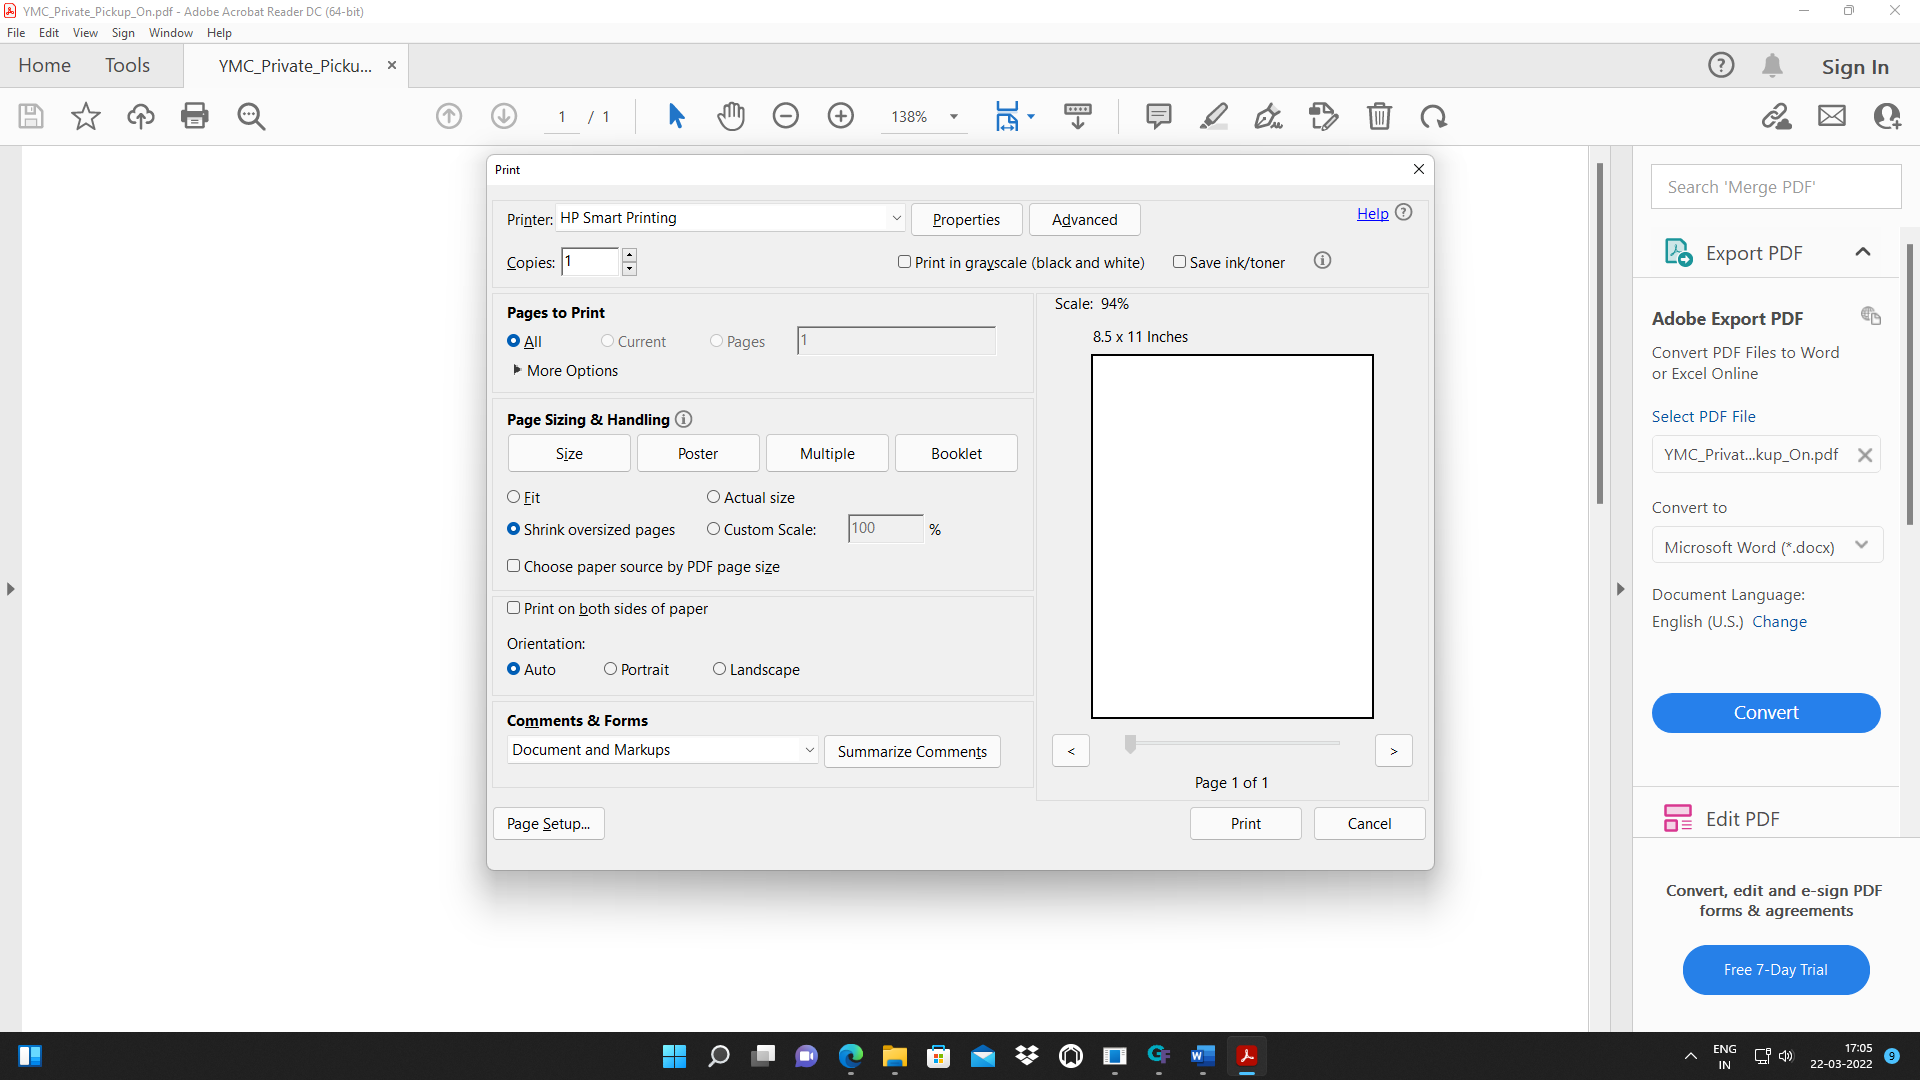 YMC_Private_Pickup_On.pdf - Adobe Acrobat Reader DC (64-bit)
File Edit View Sign Window Help
Home Tools YMC_Private_Picku... × Sign In
1 / 1 138%
Print
Printer: HP Smart Printing Properties Advanced Help
Copies: 1 Print in grayscale (black and white) Save ink/toner
Pages to Print
All Current Pages 1
More Options
Scale: 94%
8.5 x 11 Inches
Page Sizing & Handling
Size Poster Multiple Booklet
Fit Actual size
Shrink oversized pages Custom Scale: 100 %
Choose paper source by PDF page size
Print on both sides of paper
Orientation:
Auto Portrait Landscape
Comments & Forms
Document and Markups Summarize Comments
< >
Page 1 of 1
Page Setup... Print Cancel
Search 'Merge PDF'
Export PDF
Adobe Export PDF
Convert PDF Files to Word
or Excel Online
Select PDF File
YMC_Privat...kup_On.pdf
Convert to
Microsoft Word (*.docx)
Document Language:
English (U.S.) Change
Convert
Edit PDF
Convert, edit and e-sign PDF
forms & agreements
Free 7-Day Trial
ENG
IN
17:05
22-03-2022
9